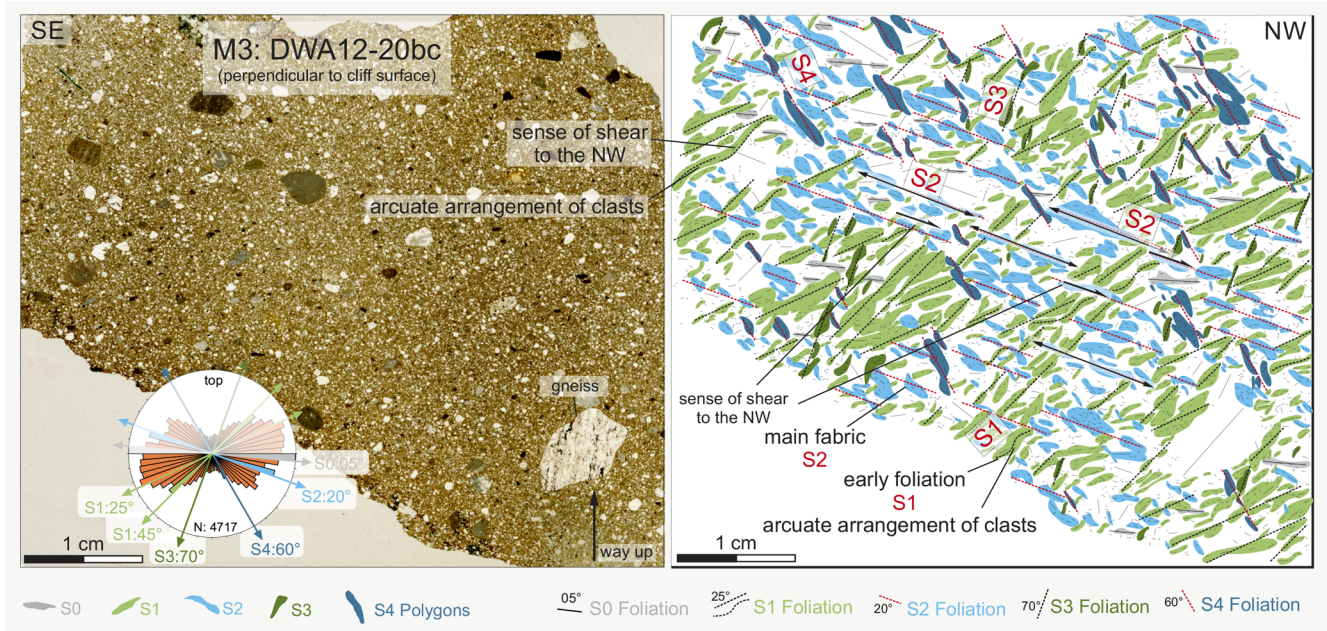 SE
M3: DWA12-20bc
(perpendicular to cliff surface)
sense of shear
to the NW
arcuate arrangement of clasts
gneiss
way up
top
S0:05°
S2:20°
S1:25°
S1:45°
S3:70°
S4:60°
N: 4717
1 cm
NW
S4
S3
S2
S2
S1
sense of shear
to the NW
main fabric
S2
early foliation
S1
arcuate arrangement of clasts
1 cm
S0
S1
S2
S3
S4 Polygons
05°
S0 Foliation
25°
S1 Foliation
20°
S2 Foliation
70°
S3 Foliation
60°
S4 Foliation